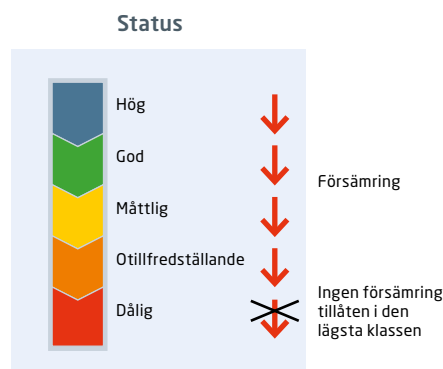 Status
Hög
God
Måttlig
Otillfredställande
Dålig
Försämring
Ingen försämring
tillåten i den
lägsta klassen